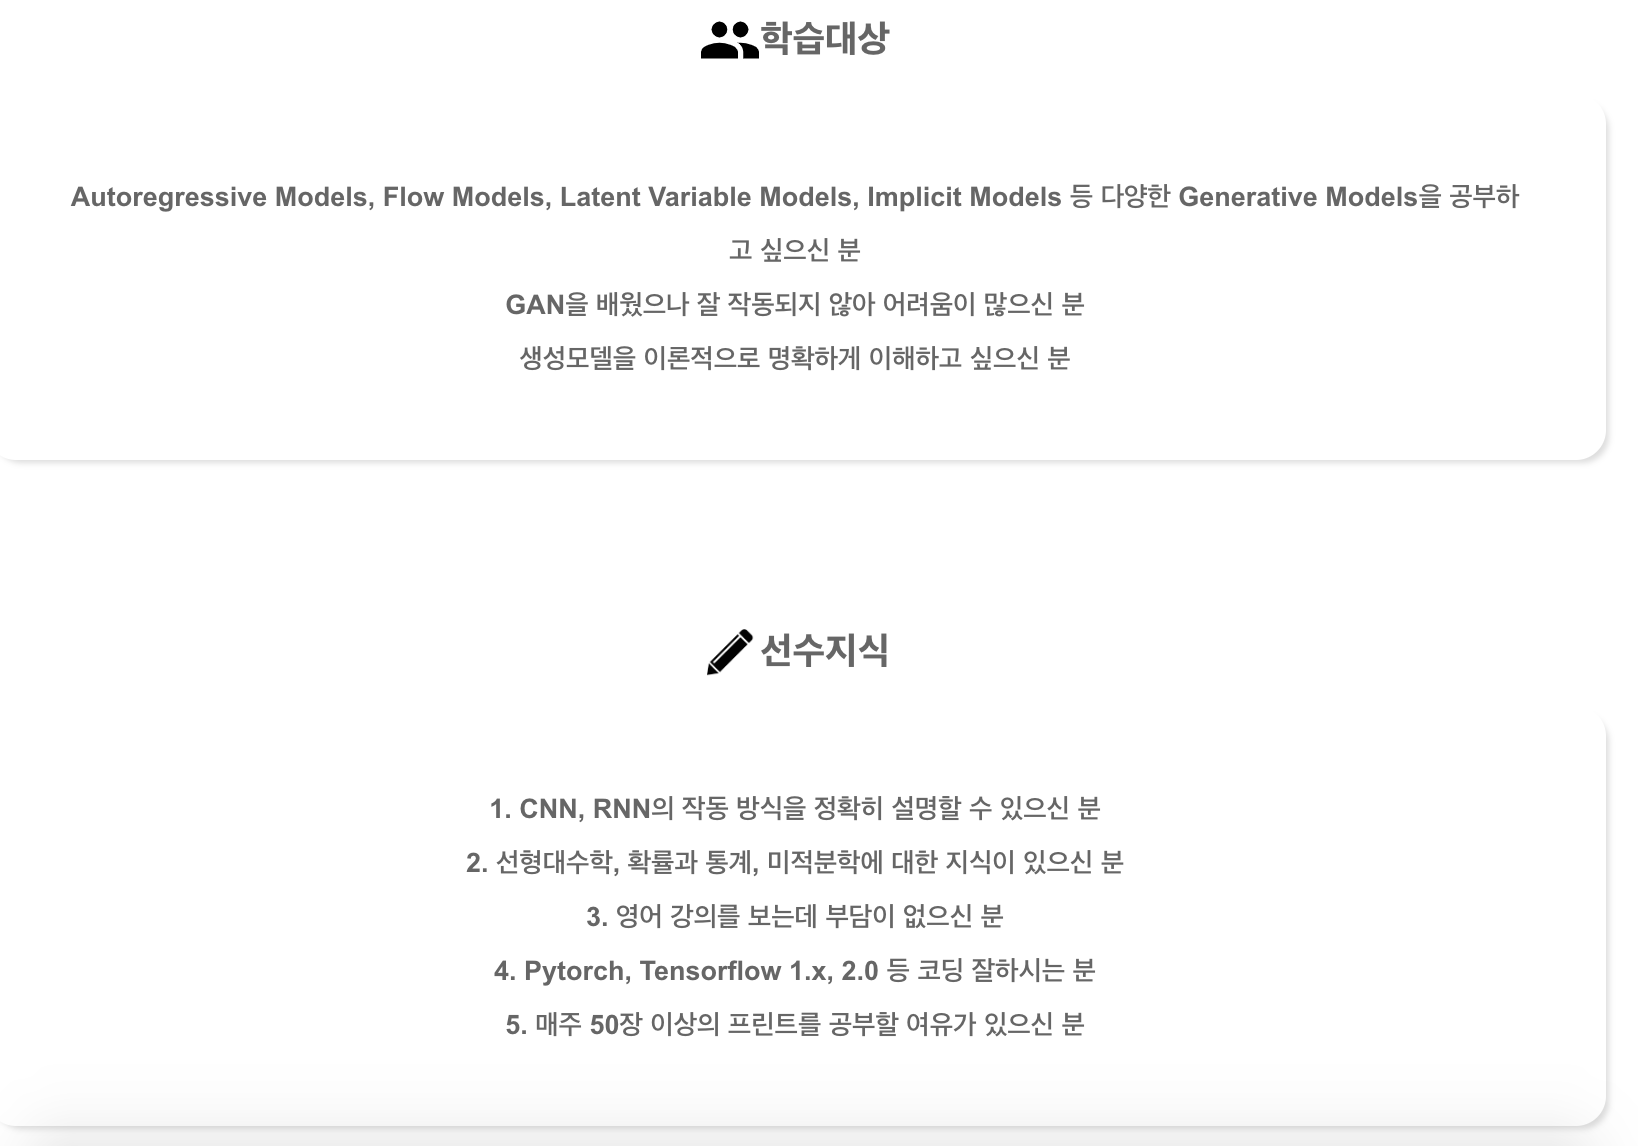 학습대상
Autoregressive Models, Flow Models, Latent Variable Models, Implicit Models 등 다양한 Generative Models을 공부하
고 싶으신 분
GAN을 배웠으나 잘 작동되지 않아 어려움이 많으신 분
생성모델을 이론적으로 명확하게 이해하고 싶으신 분
선수지식
1. CNN, RNN의 작동 방식을 정확히 설명할 수 있으신 분
2. 선형대수학, 확률과 통계, 미적분학에 대한 지식이 있으신 분
3. 영어 강의를 보는데 부담이 없으신 분
4. Pytorch, Tensorflow 1.x, 2.0 등 코딩 잘하시는 분
5. 매주 50장 이상의 프린트를 공부할 여유가 있으신 분